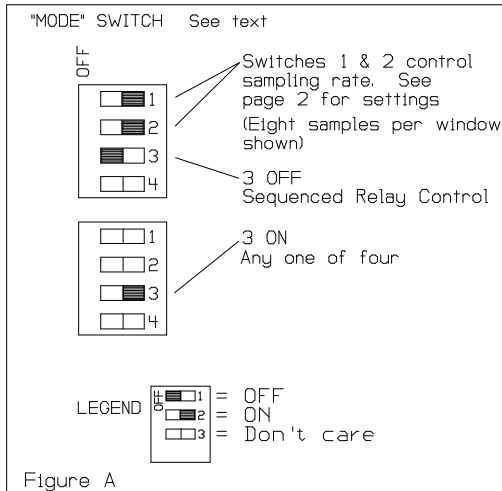 "MODE" SWITCH See text
OFF
1
2
3
4
Switches 1 & 2 control
sampling rate. See
page 2 for settings
(Eight samples per window
shown)
3 OFF
Sequenced Relay Control
1
2
3
4
3 ON
Any one of four
LEGEND
OFF
1 = OFF
2 = ON
3 = Don't care
Figure A